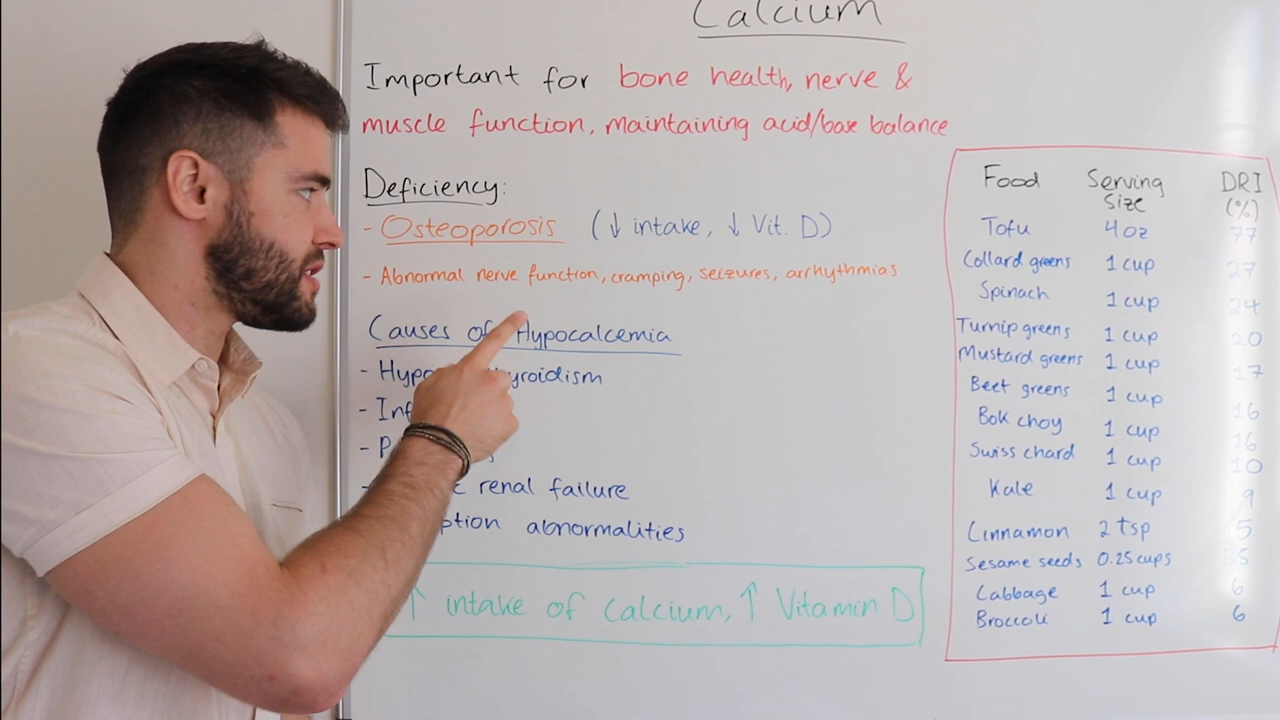 Calcium
Important for bone health, nerve &
muscle function, maintaining acid/base balance
Deficiency:
- Osteoporosis (↓ intake, ↓ Vit. D)
- Abnormal nerve function, cramping, seizures, arrhythmias
Causes of Hypocalcemia
-
-
-
renal failure
abnormalities
↑ intake of calcium, ↑ Vitamin D
Food Serving Size DRI (%)
Tofu 4 oz 77
Collard greens 1 cup 27
Spinach 1 cup 24
Turnip greens 1 cup 20
Mustard greens 1 cup 17
Beet greens 1 cup 16
Bok choy 1 cup 16
Swiss chard 1 cup 10
Kale 1 cup 9
Cinnamon 2 tsp 5
Sesame seeds 0.25 cups
Cabbage 1 cup 6
Broccoli 1 cup 6